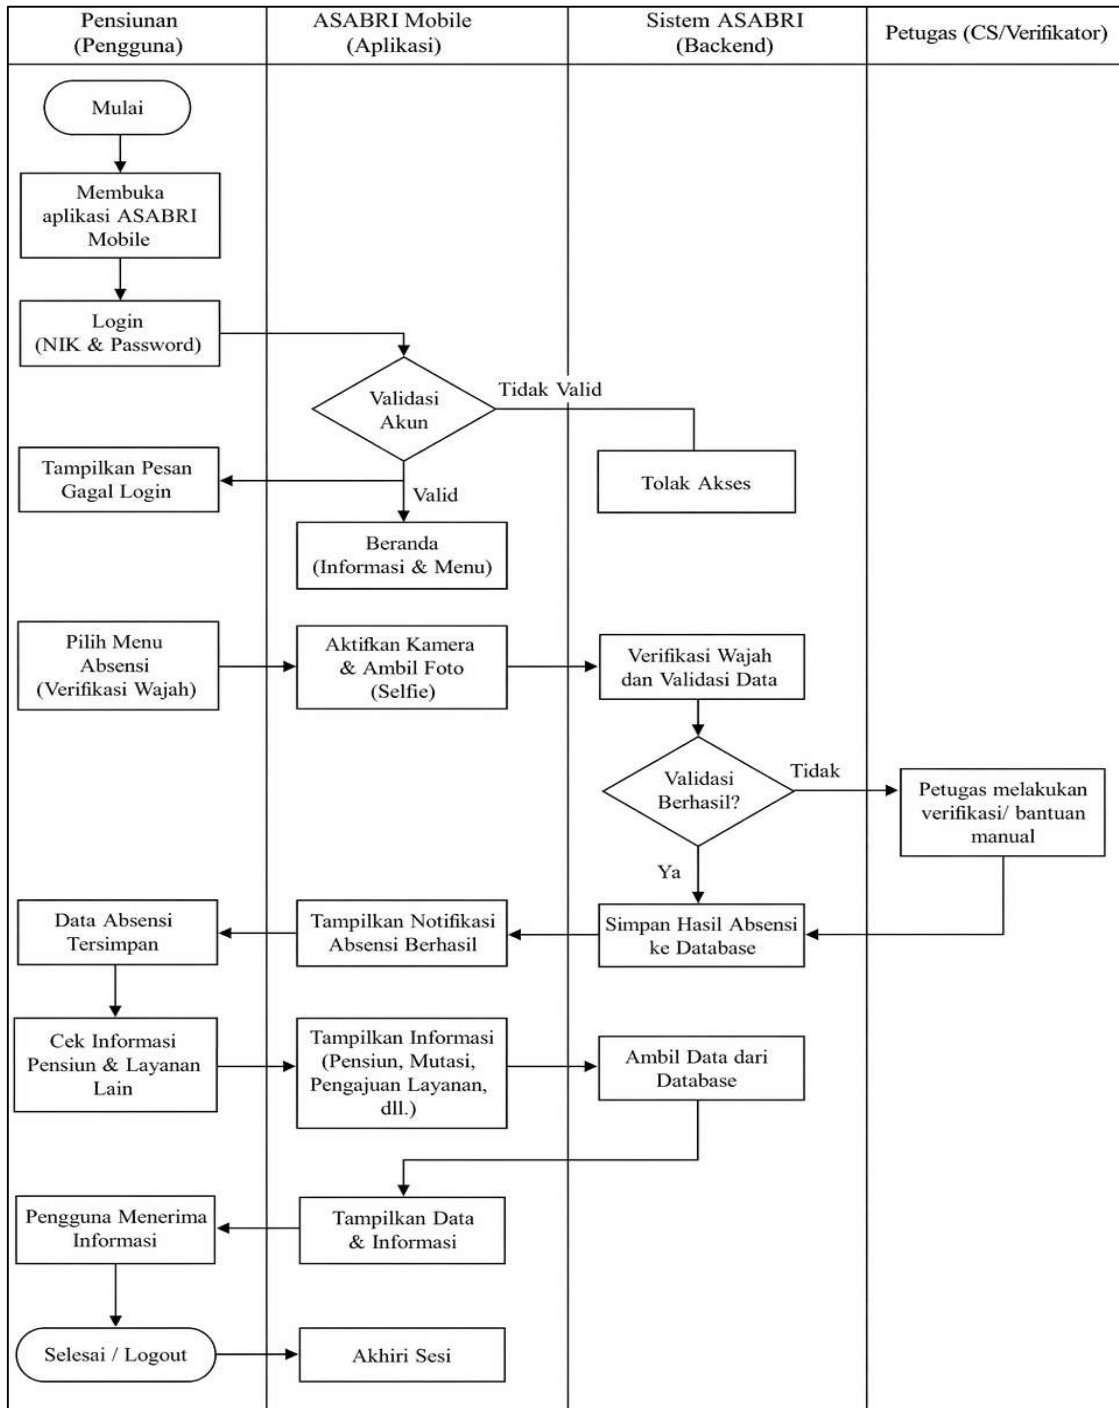 Pensiunan
(Pengguna)
ASABRI Mobile
(Aplikasi)
Sistem ASABRI
(Backend)
Petugas (CS/Verifikator)
Mulai
Membuka
aplikasi ASABRI
Mobile
Login
(NIK & Password)
Validasi
Akun
Tidak Valid
Tampilkan Pesan
Gagal Login
Valid
Tolak Akses
Beranda
(Informasi & Menu)
Pilih Menu
Absensi
(Verifikasi Wajah)
Aktifkan Kamera
& Ambil Foto
(Selfie)
Verifikasi Wajah
dan Validasi Data
Validasi
Berhasil?
Tidak
Petugas melakukan
verifikasi/ bantuan
manual
Ya
Data Absensi
Tersimpan
Tampilkan Notifikasi
Absensi Berhasil
Simpan Hasil Absensi
ke Database
Cek Informasi
Pensiun & Layanan
Lain
Tampilkan Informasi
(Pensiun, Mutasi,
Pengajuan Layanan,
dll.)
Ambil Data dari
Database
Pengguna Menerima
Informasi
Tampilkan Data
& Informasi
Selesai / Logout
Akhiri Sesi